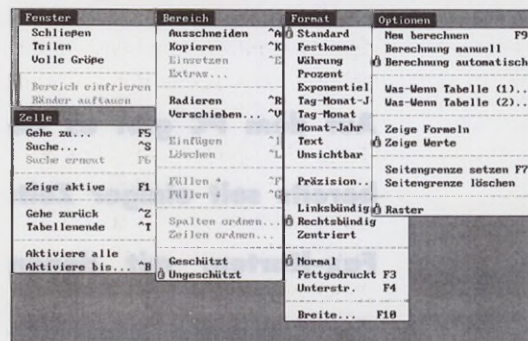 Fenster
Schließen
Teilen
Volle Größe
Bereich einfrieren
Ränder auftauen
Zelle
Gehe zu... F5
Suche... ^S
Suche erneut F6
Zeige aktive F1
Gehe zurück ^Z
Tabellenende ^T
Aktiviere alle
Aktiviere bis... ^B
Bereich
Ausschneiden ^A
Kopieren ^K
Einsetzen ^E
Extras...
Radieren ^R
Verschieben... ^V
Einfügen ^I
Löschen ^L
Füllen ^F
Füllen ^G
Spalten ordnen...
Zeilen ordnen...
Geschützt
Ungeschützt
Format
Standard
Festkomma
Währung
Prozent
Exponentiel
Tag-Monat-J
Tag-Monat
Monat-Jahr
Text
Unsichtbar
Präzision..
Linksbündig
Rechtsbündig
Zentriert
Normal
Fettgedruckt F3
Unterstr. F4
Breite... F10
Optionen
Neu berechnen F9
Berechnung manuell
Berechnung automatisch
Was-Wenn Tabelle (1)..
Was-Wenn Tabelle (2)..
Zeige Formeln
Zeige Werte
Seitengrenze setzen F7
Seitengrenze löschen
Raster